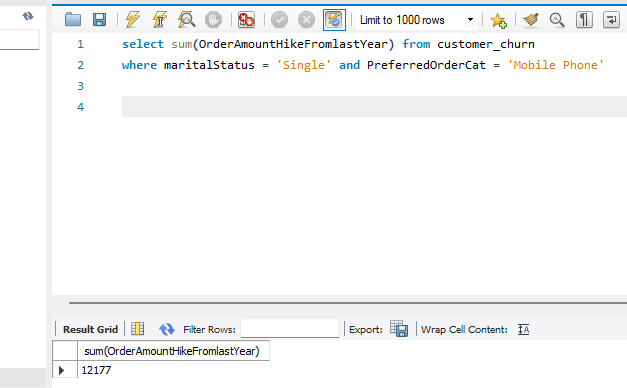 Limit to 1000 rows
1 select sum(OrderAmountHikeFromlastYear) from customer_churn
2 where maritalStatus = 'Single' and PreferredOrderCat = 'Mobile Phone'
3
4
Result Grid Filter Rows: Export: Wrap Cell Content: IA
sum(OrderAmountHikeFromlastYear)
12177